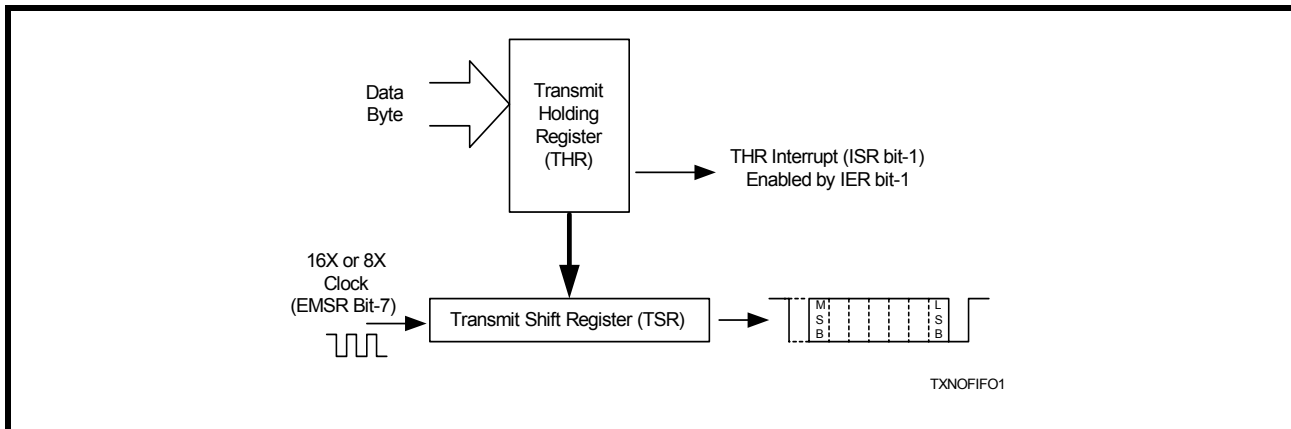 Data
Byte
Transmit
Holding
Register
(THR)
THR Interrupt (ISR bit-1)
Enabled by IER bit-1
16X or 8X
Clock
(EMSR Bit-7)
Transmit Shift Register (TSR)
M
S
B
L
S
B
TXNOFIFO1